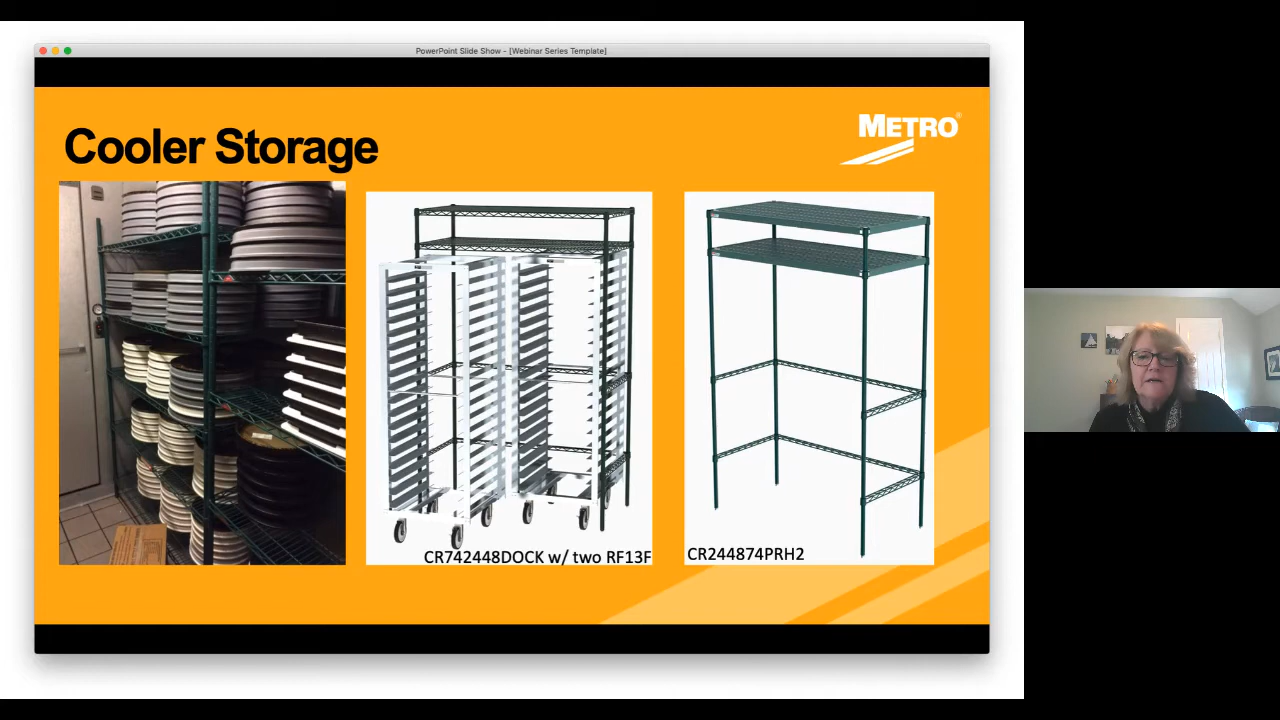 PowerPoint Slide Show - [Webinar Series Template]
Cooler Storage
METRO®
CR742448DOCK w/ two RF13F
CR244874PRH2